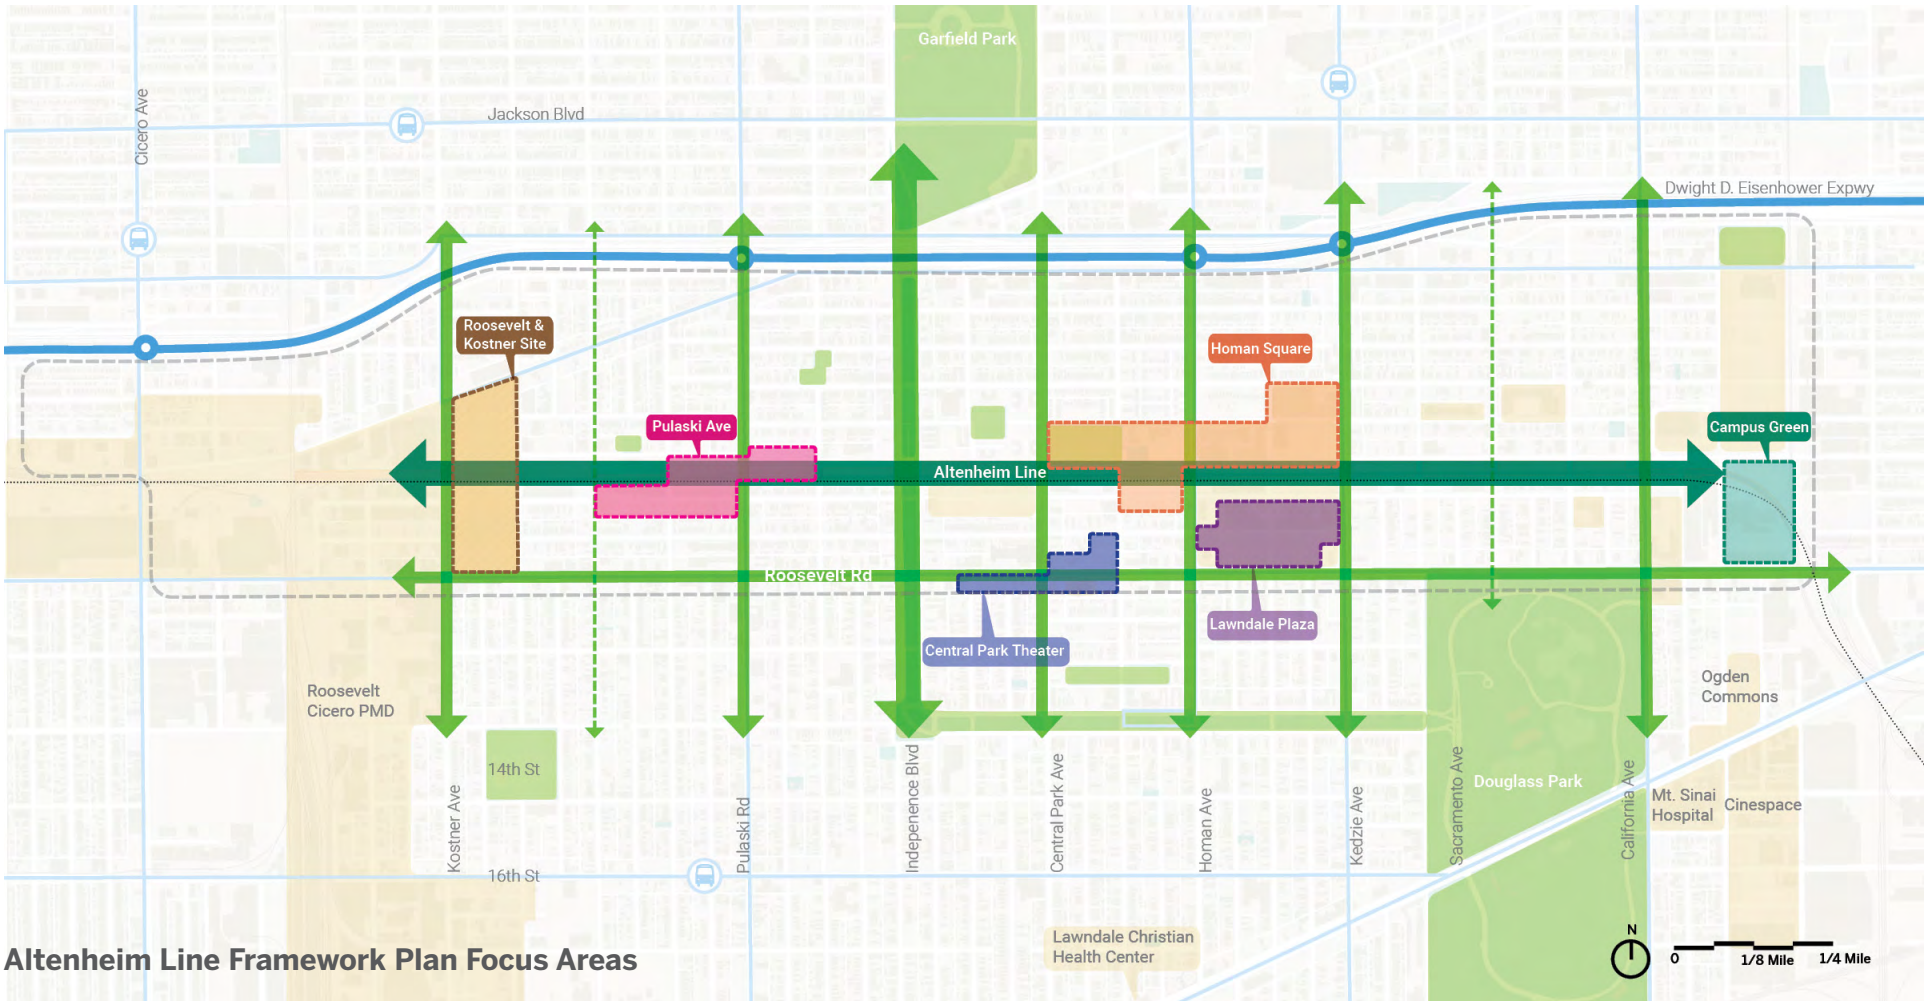 Garfield Park
Jackson Blvd
Cicero Ave
Dwight D. Eisenhower Expwy
Roosevelt &
Kostner Site
Homan Square
Pulaski Ave
Campus Green
Altenheim Line
Roosevelt Rd
Lawndale Plaza
Central Park Theater
Roosevelt
Cicero PMD
Ogden
Commons
14th St
Kostner Ave
Pulaski Rd
Indepenence Blvd
Central Park Ave
Homan Ave
Kedzie Ave
Sacramento Ave
Douglass Park
California Ave
Mt. Sinai
Hospital
Cinespace
16th St
Lawndale Christian
Health Center
Altenheim Line Framework Plan Focus Areas
N
0
1/8 Mile
1/4 Mile